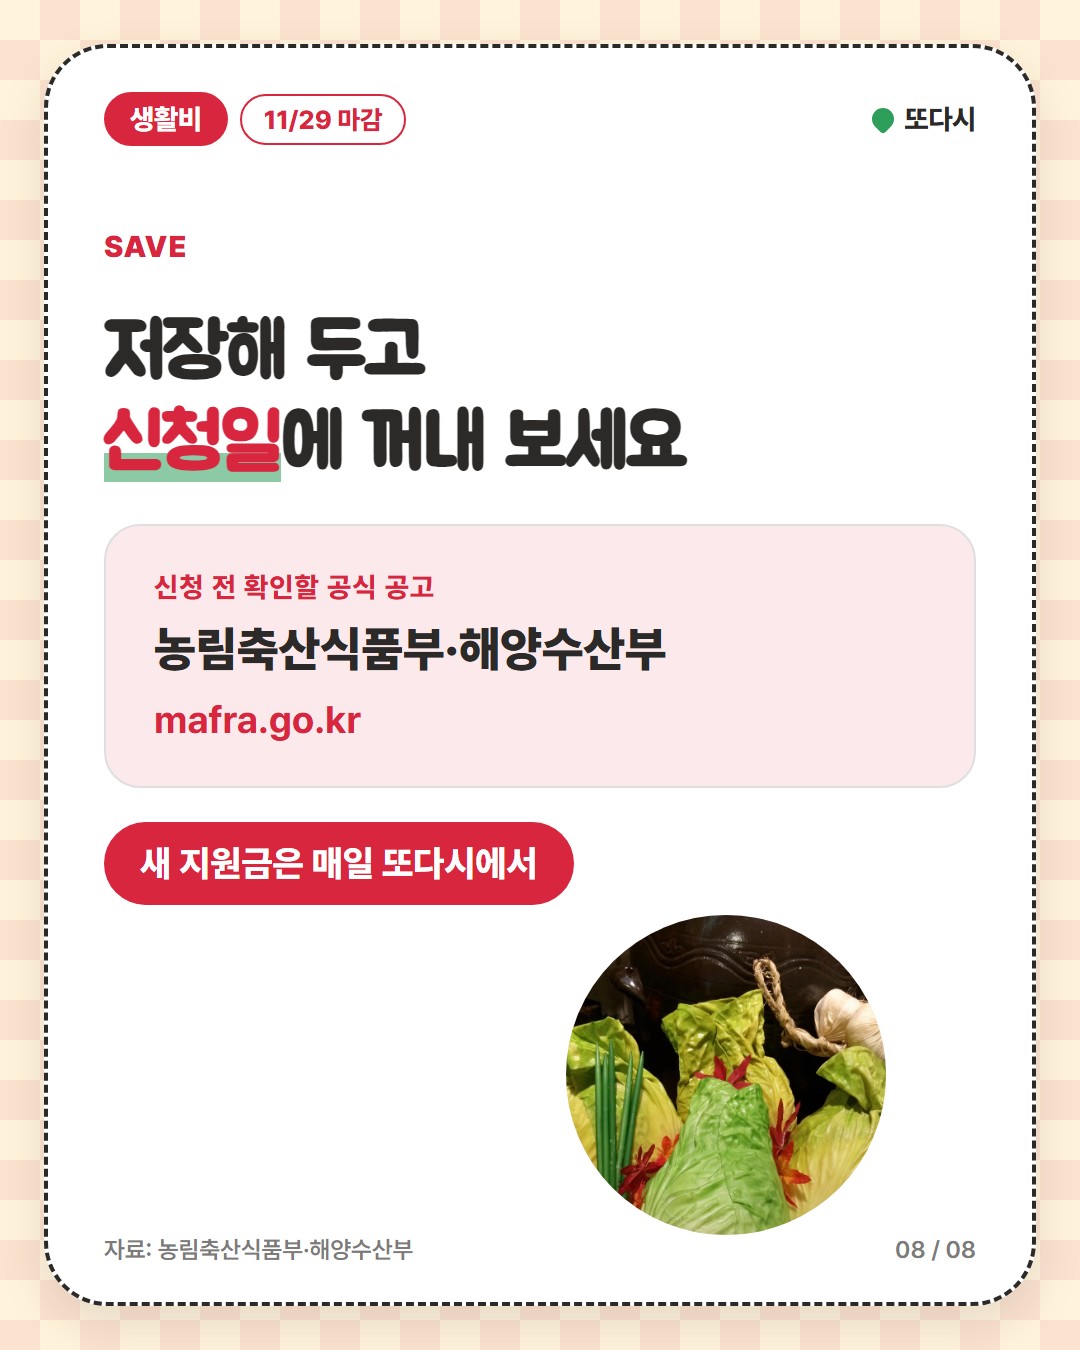 생활비
11/29 마감
또다시
SAVE
저장해 두고
신청일에 꺼내 보세요
신청 전 확인할 공식 공고
농림축산식품부·해양수산부
mafra.go.kr
새 지원금은 매일 또다시에서
자료: 농림축산식품부·해양수산부
08 / 08